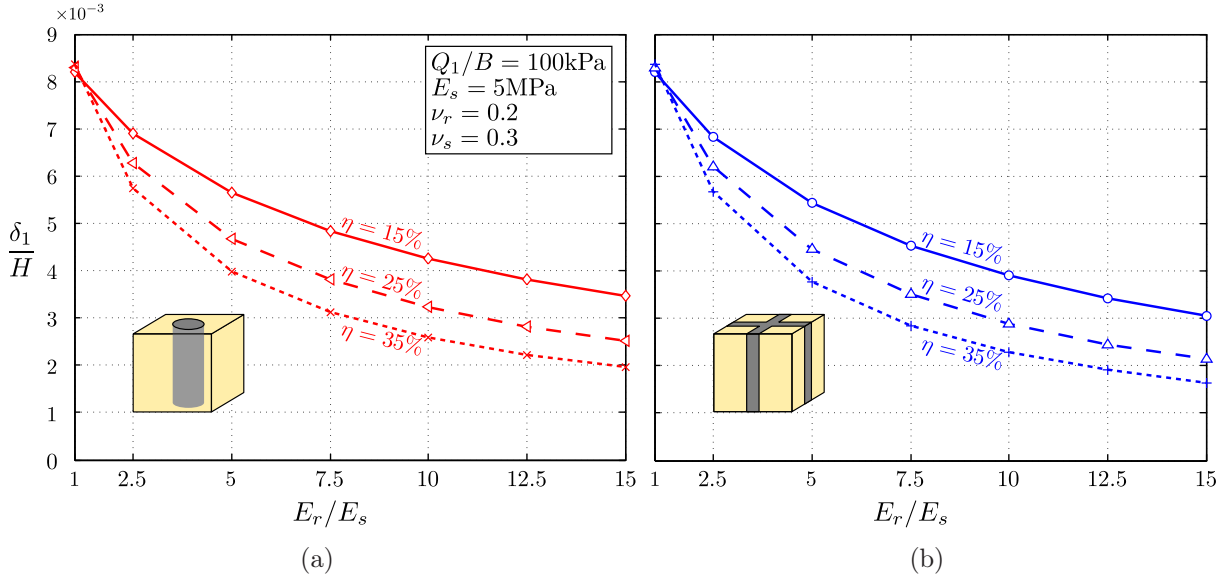 ×10⁻³
9
8
7
6
5
4
3
2
1
0
δ₁/H
Q₁/B = 100kPa
E_s = 5MPa
ν_r = 0.2
ν_s = 0.3
η = 15%
η = 25%
η = 35%
1 2.5 5 7.5 10 12.5 15
E_r/E_s
(a)
η = 15%
η = 25%
η = 35%
1 2.5 5 7.5 10 12.5 15
E_r/E_s
(b)